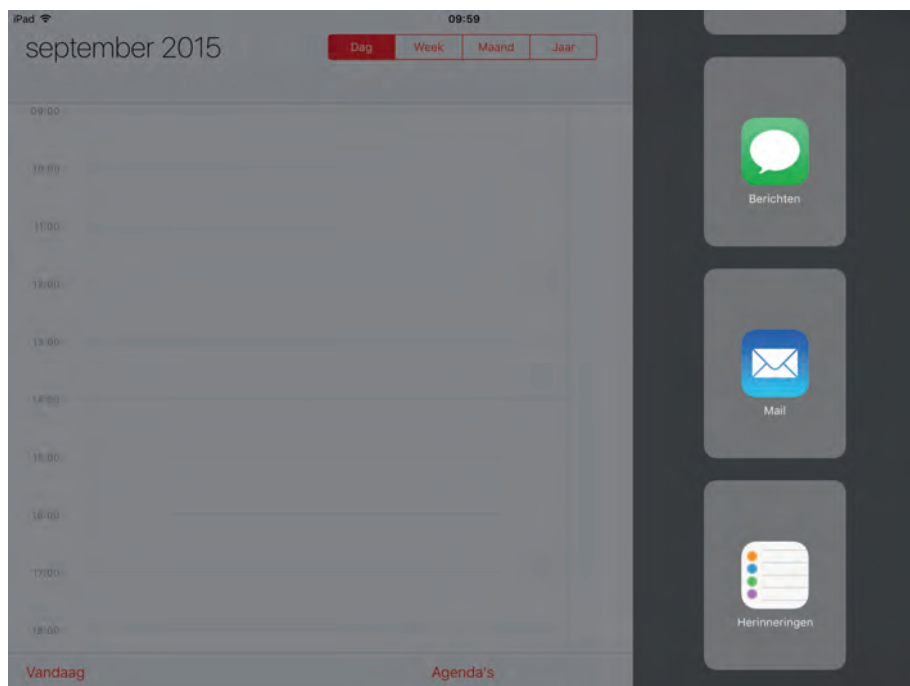 iPad 09:59
september 2015
Dag Week Maand Jaar
09:00
10:00
11:00
12:00
13:00
14:00
15:00
16:00
17:00
18:00
Vandaag Agenda's
Berichten
Mail
Herinneringen